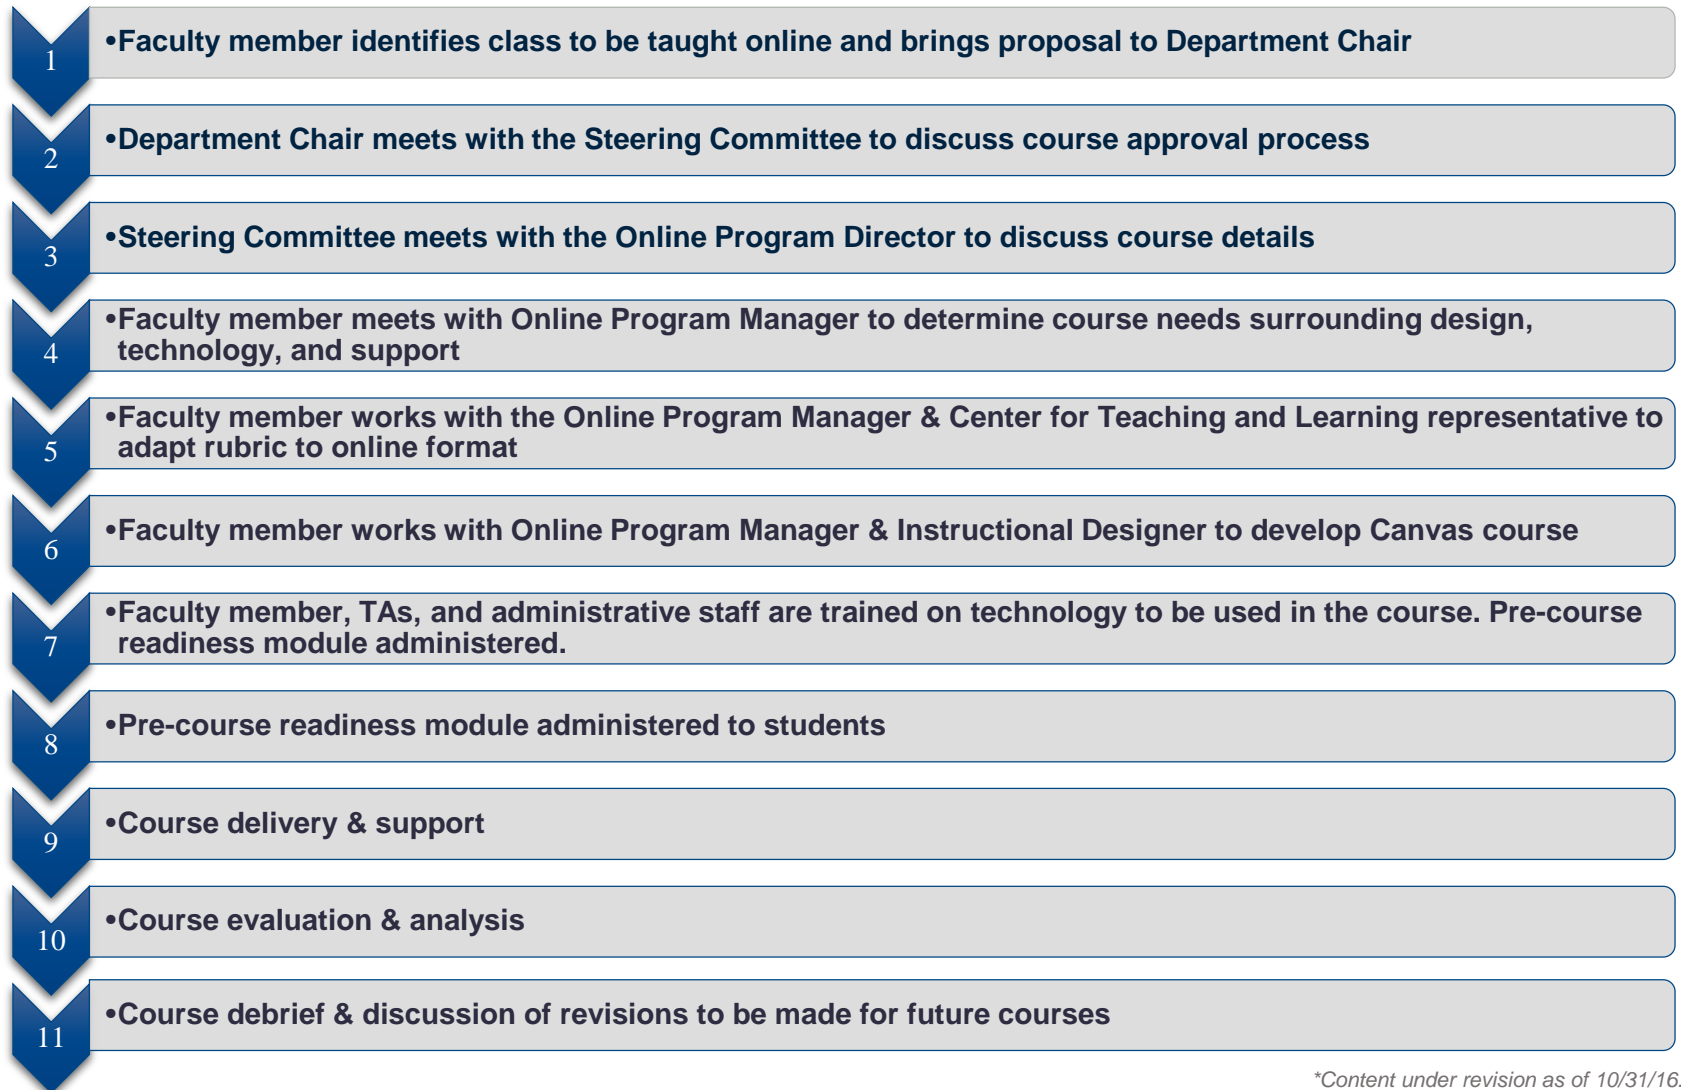 1
•Faculty member identifies class to be taught online and brings proposal to Department Chair
2
•Department Chair meets with the Steering Committee to discuss course approval process
3
•Steering Committee meets with the Online Program Director to discuss course details
4
•Faculty member meets with Online Program Manager to determine course needs surrounding design,
technology, and support
5
•Faculty member works with the Online Program Manager & Center for Teaching and Learning representative to
adapt rubric to online format
6
•Faculty member works with Online Program Manager & Instructional Designer to develop Canvas course
7
•Faculty member, TAs, and administrative staff are trained on technology to be used in the course. Pre-course
readiness module administered.
8
•Pre-course readiness module administered to students
9
•Course delivery & support
10
•Course evaluation & analysis
11
•Course debrief & discussion of revisions to be made for future courses
*Content under revision as of 10/31/16.